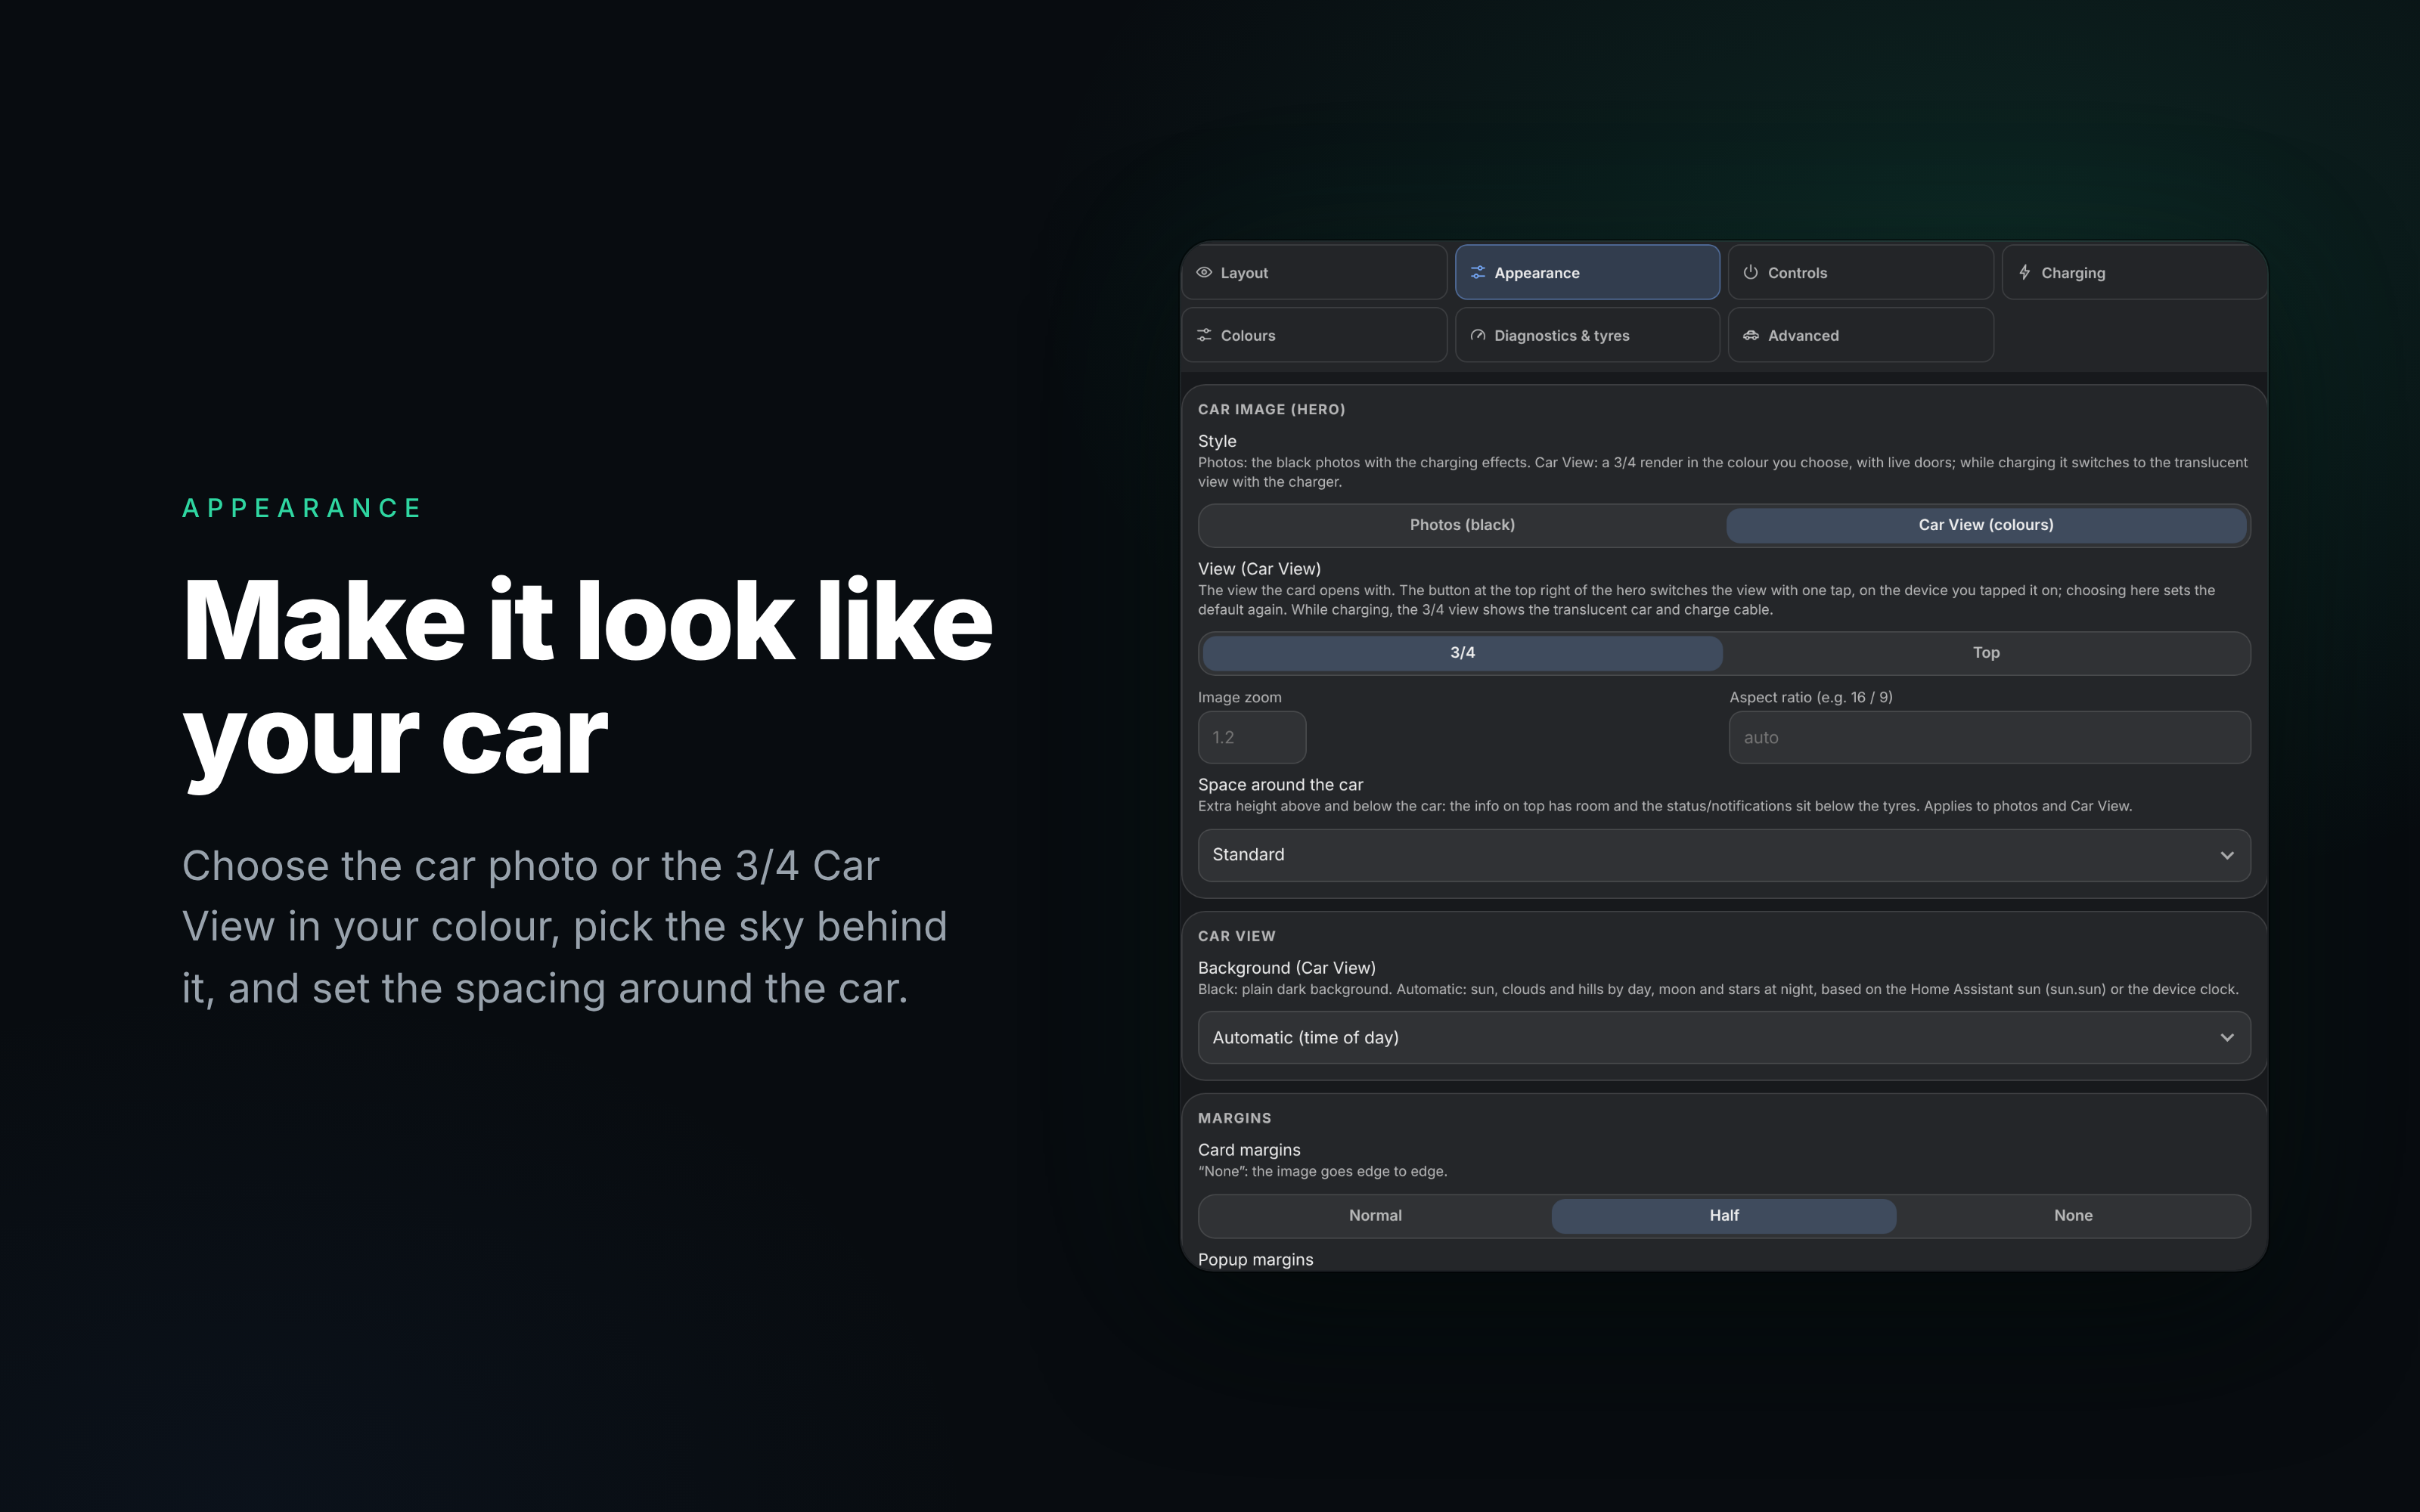 APPEARANCE
Make it look like
your car
Choose the car photo or the 3/4 Car
View in your colour, pick the sky behind
it, and set the spacing around the car.
Layout
Appearance
Controls
Charging
Colours
Diagnostics & tyres
Advanced
CAR IMAGE (HERO)
Style
Photos: the black photos with the charging effects. Car View: a 3/4 render in the colour you choose, with live doors; while charging it switches to the translucent
view with the charger.
Photos (black)
Car View (colours)
View (Car View)
The view the card opens with. The button at the top right of the hero switches the view with one tap, on the device you tapped it on; choosing here sets the
default again. While charging, the 3/4 view shows the translucent car and charge cable.
3/4
Top
Image zoom
Aspect ratio (e.g. 16 / 9)
1.2
auto
Space around the car
Extra height above and below the car: the info on top has room and the status/notifications sit below the tyres. Applies to photos and Car View.
Standard
CAR VIEW
Background (Car View)
Black: plain dark background. Automatic: sun, clouds and hills by day, moon and stars at night, based on the Home Assistant sun (sun.sun) or the device clock.
Automatic (time of day)
MARGINS
Card margins
“None”: the image goes edge to edge.
Normal
Half
None
Popup margins